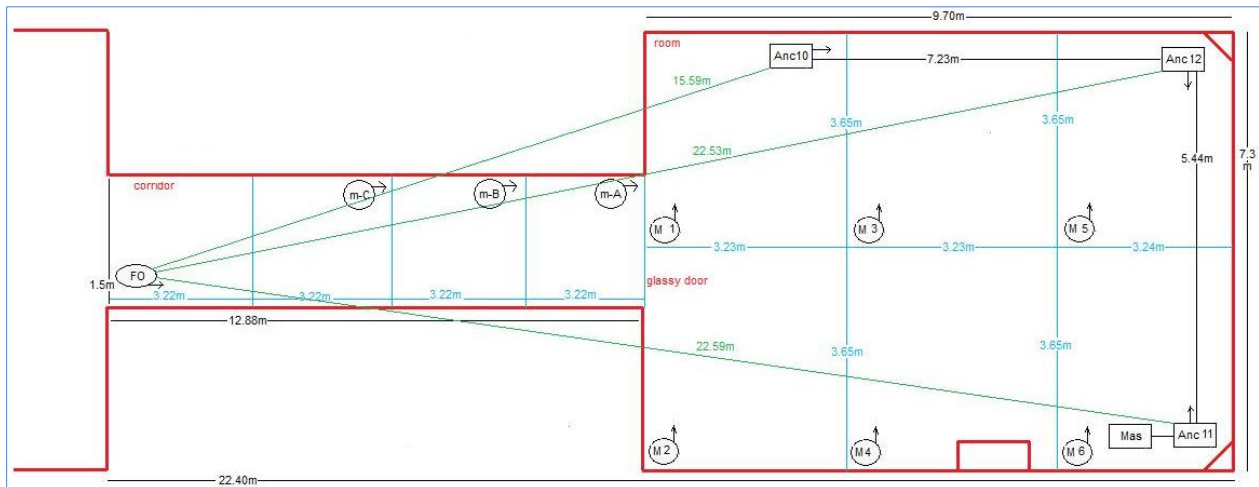 9.70m
room
Anc10
7.23m
Anc 12
15.59m
3.65m
3.65m
22.53m
5.44m
7.3
m
corridor
m-C
m-B
m-A
M 1
M 3
M 5
3.23m
3.23m
3.24m
FO
glassy door
1.5m
3.22m
3.22m
3.22m
3.22m
12.88m
22.59m
3.65m
3.65m
Mas
Anc 11
M 2
M 4
M 6
22.40m